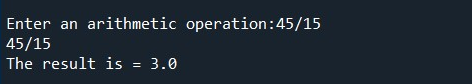 Enter an arithmetic operation:45/15
45/15
The result is = 3.0